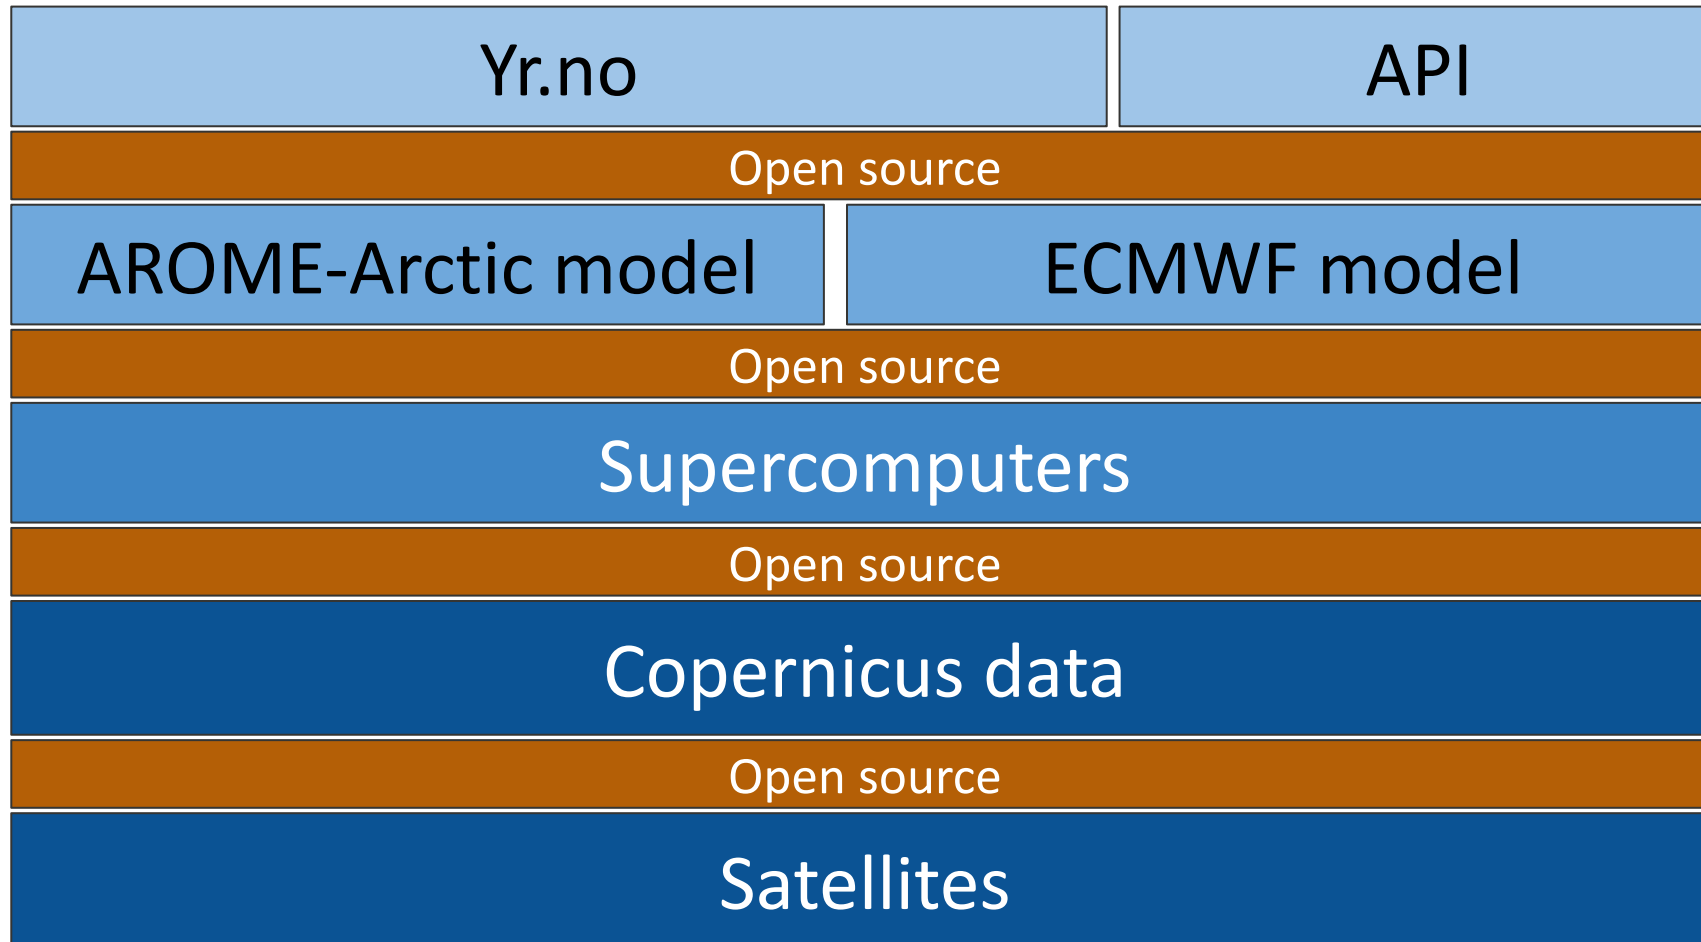 Yr.no
API
Open source
AROME-Arctic model
ECMWF model
Open source
Supercomputers
Open source
Copernicus data
Open source
Satellites